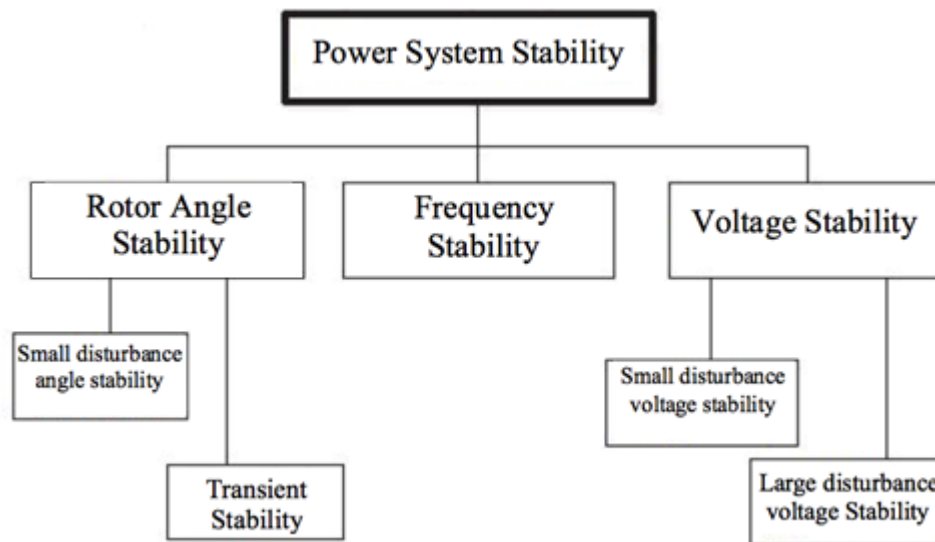 Power System Stability
Rotor Angle
Stability
Frequency
Stability
Voltage Stability
Small disturbance
angle stability
Small disturbance
voltage stability
Transient
Stability
Large disturbance
voltage Stability